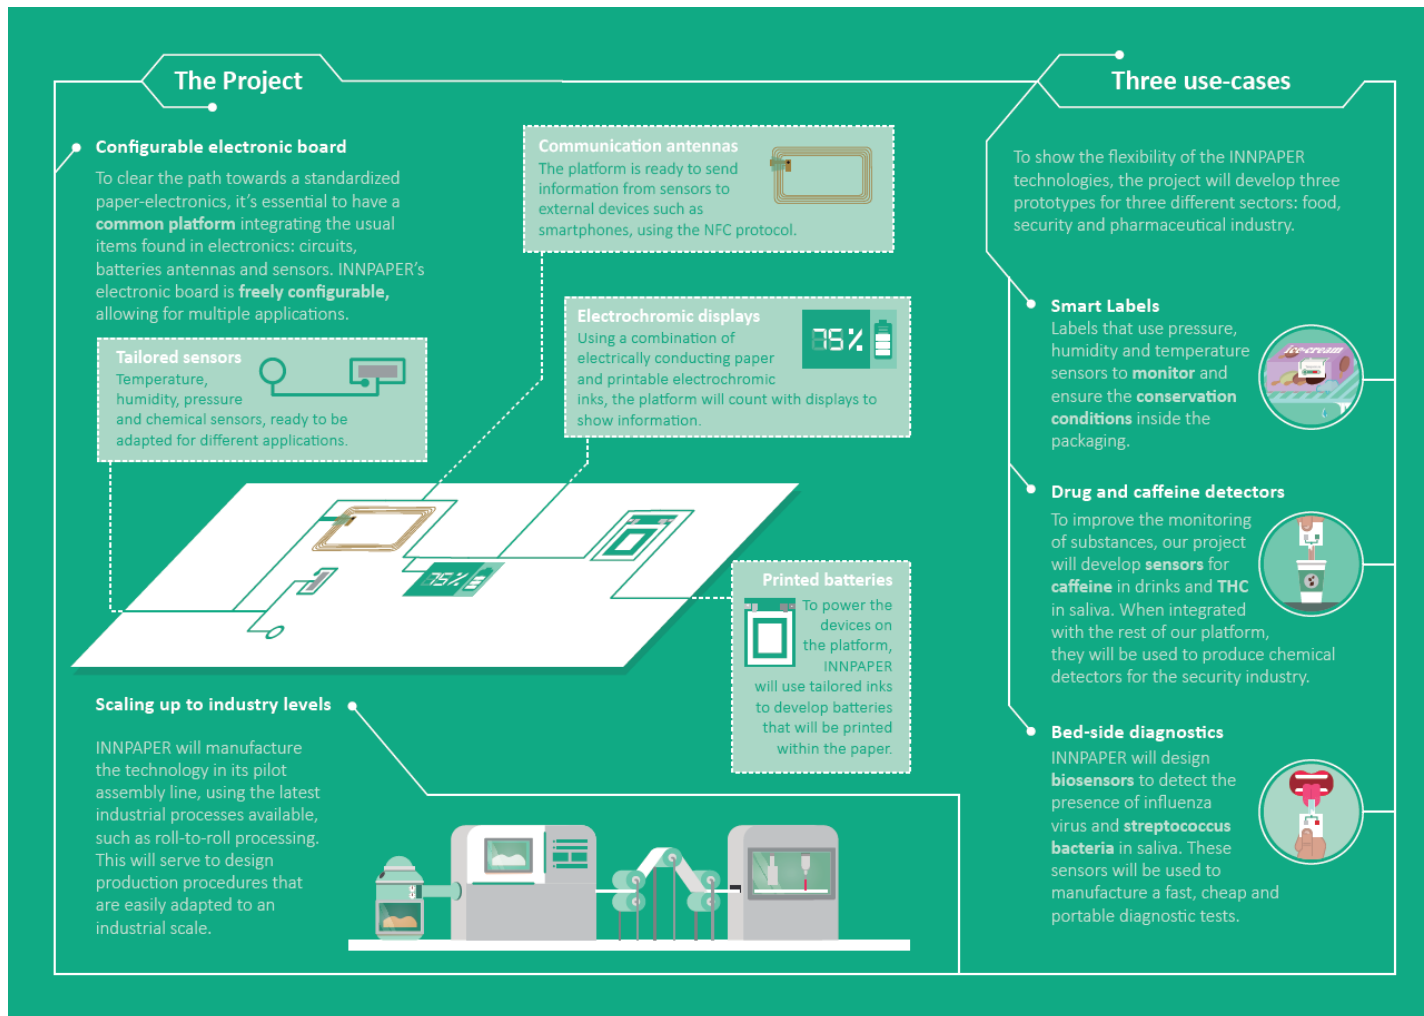 The Project
Configurable electronic board
To clear the path towards a standardized
paper-electronics, it's essential to have a
common platform integrating the usual
items found in electronics: circuits,
batteries antennas and sensors. INNPAPER's
electronic board is freely configurable,
allowing for multiple applications.
Tailored sensors
Temperature,
humidity, pressure
and chemical sensors, ready to be
adapted for different applications.
Communication antennas
The platform is ready to send
information from sensors to
external devices such as
smartphones, using the NFC protocol.
Electrochromic displays
Using a combination of
electrically conducting paper
and printable electrochromic
inks, the platform will count with displays to
show information.
75%
75%
Printed batteries
To power the
devices on
the platform,
INNPAPER
will use tailored inks
to develop batteries
that will be printed
within the paper.
Scaling up to industry levels
INNPAPER will manufacture
the technology in its pilot
assembly line, using the latest
industrial processes available,
such as roll-to-roll processing.
This will serve to design
production procedures that
are easily adapted to an
industrial scale.
Three use-cases
To show the flexibility of the INNPAPER
technologies, the project will develop three
prototypes for three different sectors: food,
security and pharmaceutical industry.
Smart Labels
Labels that use pressure,
humidity and temperature
sensors to monitor and
ensure the conservation
conditions inside the
packaging.
ice-cream
Drug and caffeine detectors
To improve the monitoring
of substances, our project
will develop sensors for
caffeine in drinks and THC
in saliva. When integrated
with the rest of our platform,
they will be used to produce chemical
detectors for the security industry.
Bed-side diagnostics
INNPAPER will design
biosensors to detect the
presence of influenza
virus and streptococcus
bacteria in saliva. These
sensors will be used to
manufacture a fast, cheap and
portable diagnostic tests.